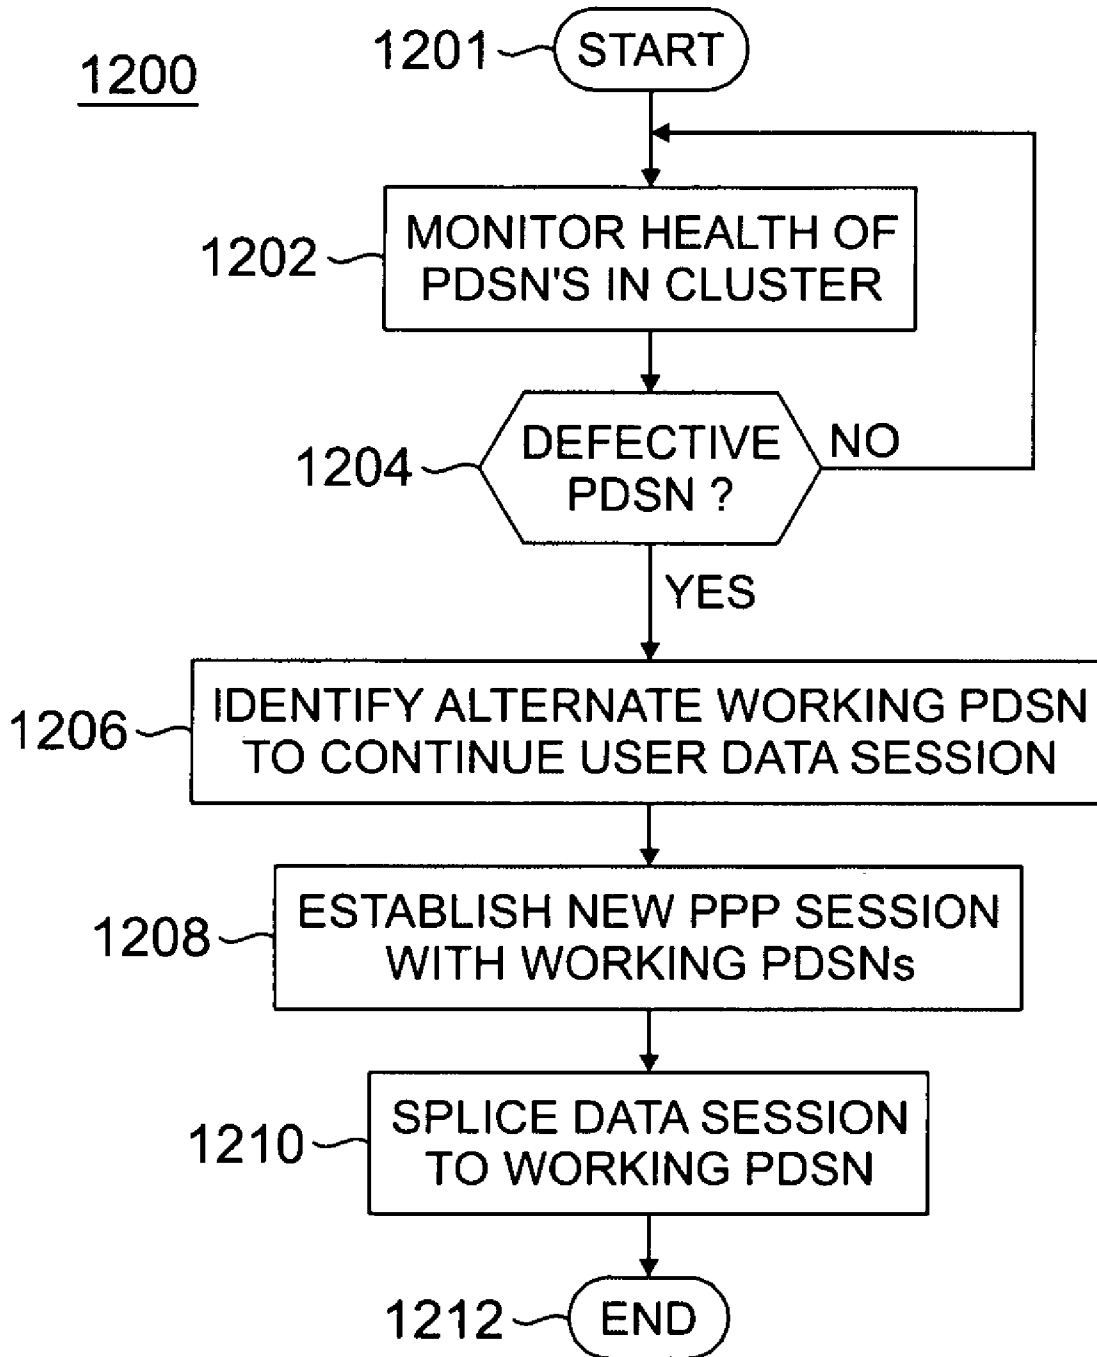 1200
1201
START
1202
MONITOR HEALTH OF
PDSN'S IN CLUSTER
1204
DEFECTIVE
PDSN ?
NO
YES
1206
IDENTIFY ALTERNATE WORKING PDSN
TO CONTINUE USER DATA SESSION
1208
ESTABLISH NEW PPP SESSION
WITH WORKING PDSNs
1210
SPLICE DATA SESSION
TO WORKING PDSN
1212
END